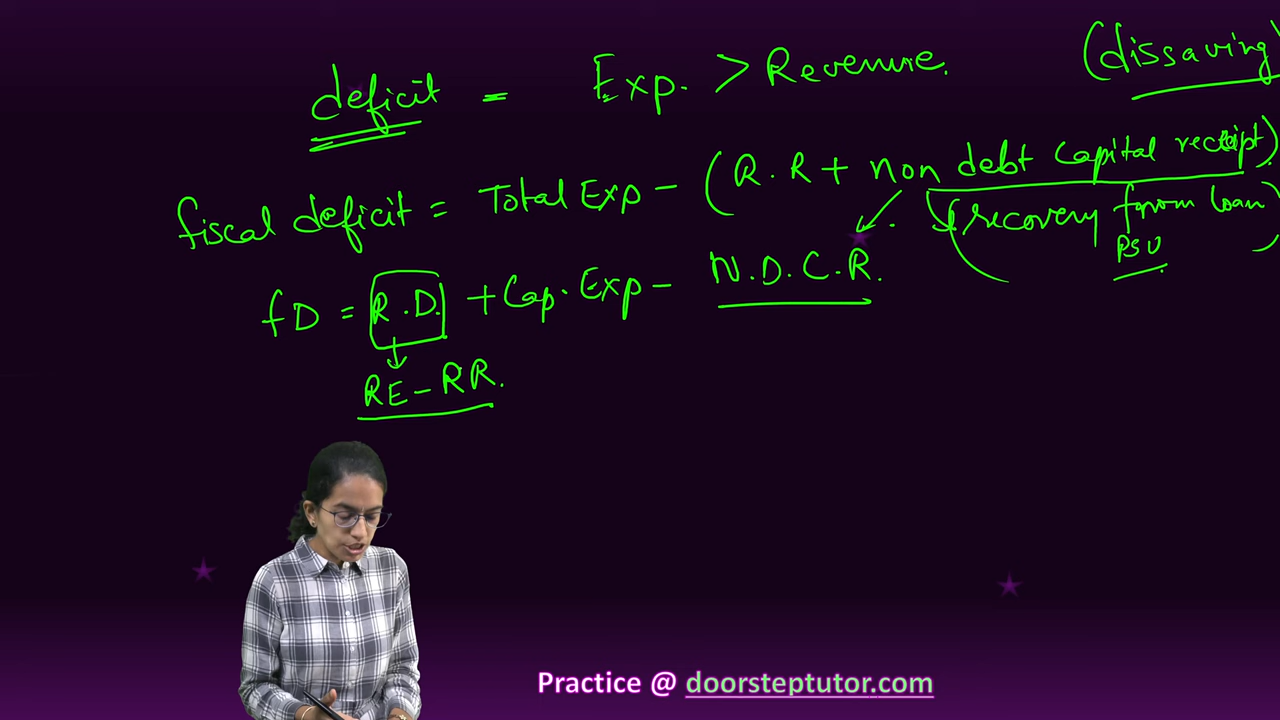 deficit = Exp. > Revenue. (dissaving)
fiscal deficit = Total Exp - (R.R + non debt Capital receipt)
(recovery from loan)
PSU
fD = R.D. + Cap. Exp - N.D.C.R.
RE - RR.
Practice @ doorsteptutor.com